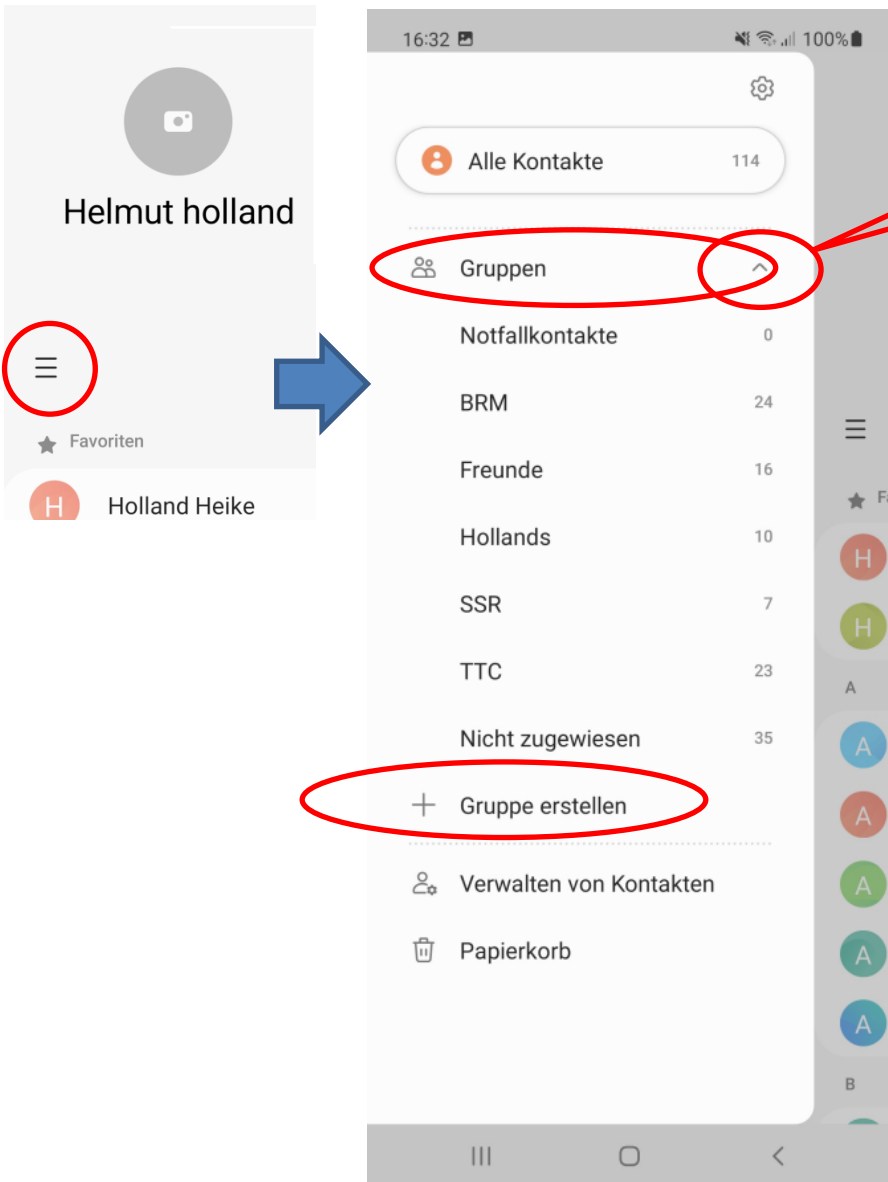 Helmut holland
Favoriten
H
Holland Heike
16:32
100%
Alle Kontakte 114
Gruppen
Notfallkontakte 0
BRM 24
Freunde 16
Hollands 10
SSR 7
TTC 23
Nicht zugewiesen 35
Gruppe erstellen
Verwalten von Kontakten
Papierkorb
Fa
H
H
A
A
A
A
A
A
B